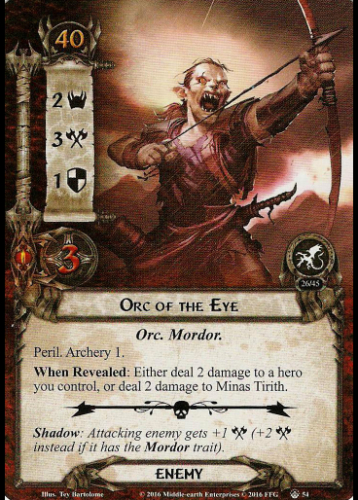 40
2
3
1
3
26/45
ORC OF THE EYE
Orc. Mordor.
Peril. Archery 1.
When Revealed: Either deal 2 damage to a hero
you control, or deal 2 damage to Minas Tirith.
Shadow: Attacking enemy gets +1 (+2
instead if it has the Mordor trait).
ENEMY
Illus. Tey Bartolome © 2016 Middle-earth Enterprises © 2016 FFG 54